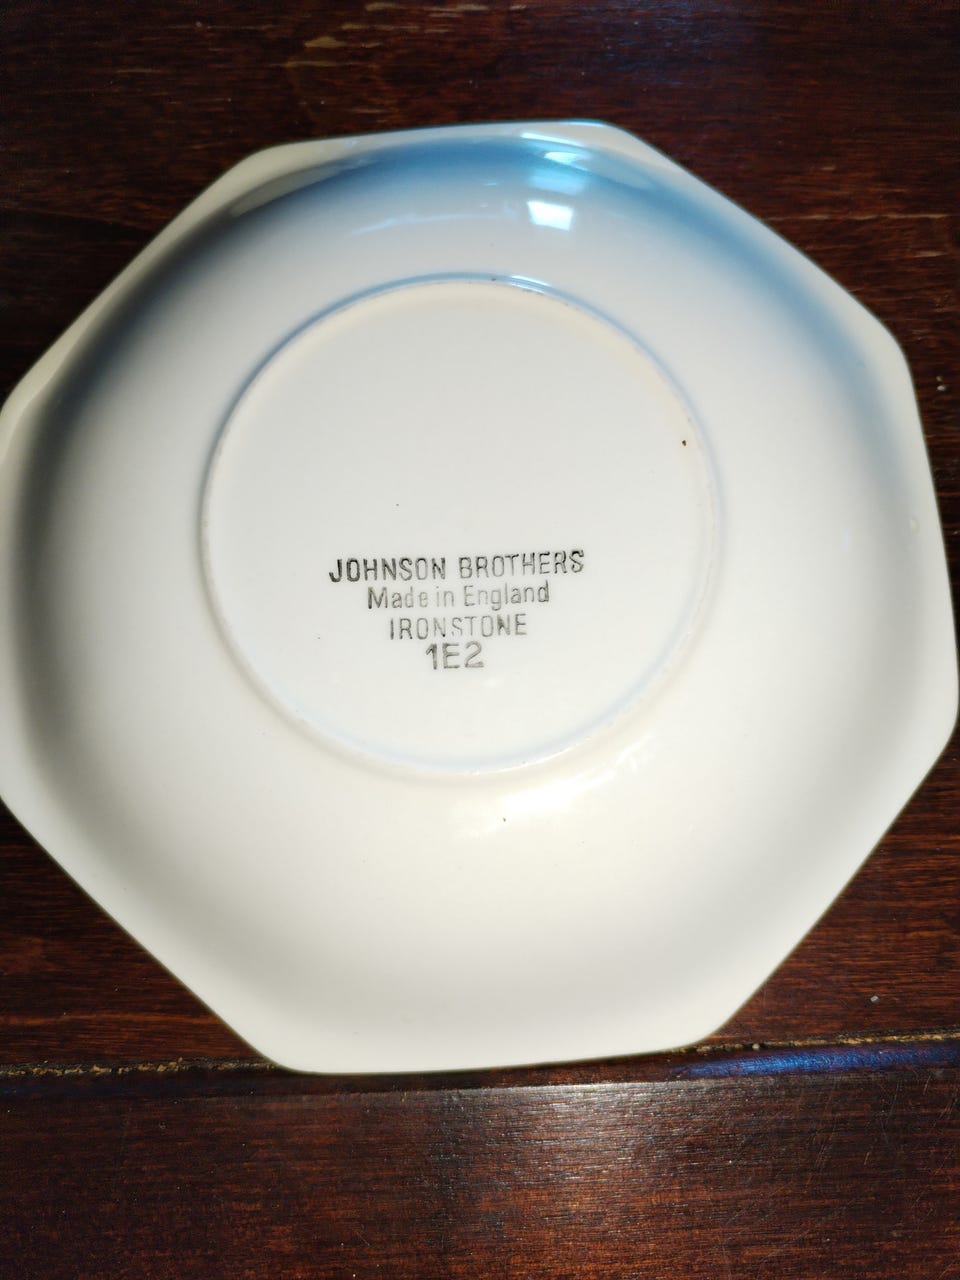 JOHNSON BROTHERS
Made in England
IRONSTONE
1E2